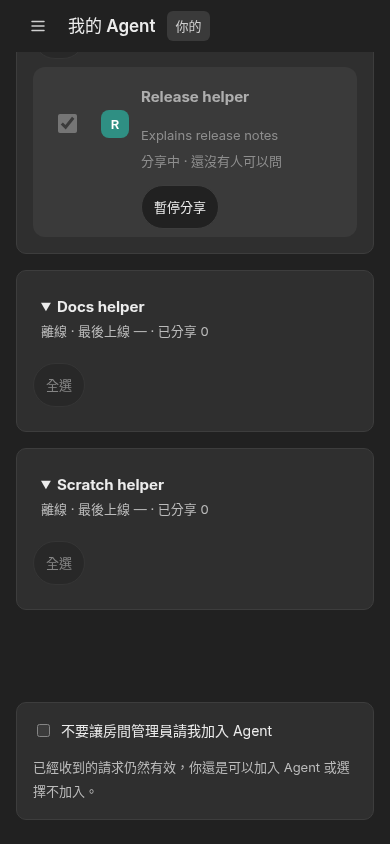 我的 Agent 你的
Release helper
R
Explains release notes
分享中 · 還沒有人可以問
暫停分享
▼ Docs helper
離線 · 最後上線 — · 已分享 0
全選
▼ Scratch helper
離線 · 最後上線 — · 已分享 0
全選
不要讓房間管理員請我加入 Agent
已經收到的請求仍然有效，你還是可以加入 Agent 或選
擇不加入。